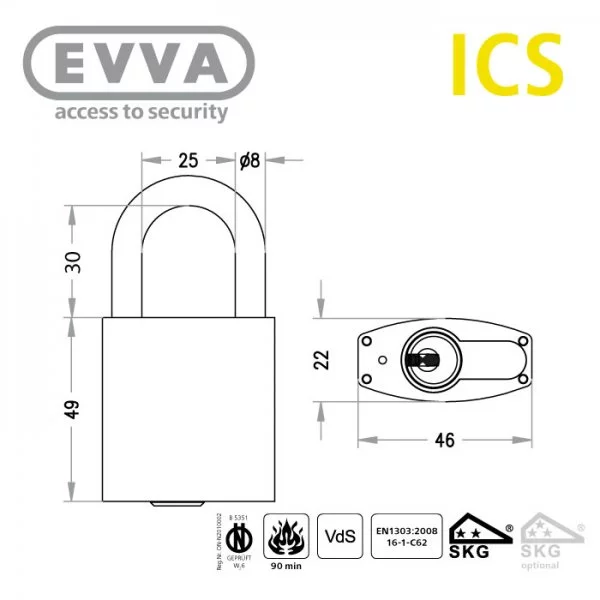 EVVA
access to security
ICS
25
ø8
30
49
22
46
B 5351
Reg.Nr. ON-N2010002
N
GEPRÜFT
W76
90 min
VdS
EN1303:2008
16-1-C62
SKG®
SKG®
optional